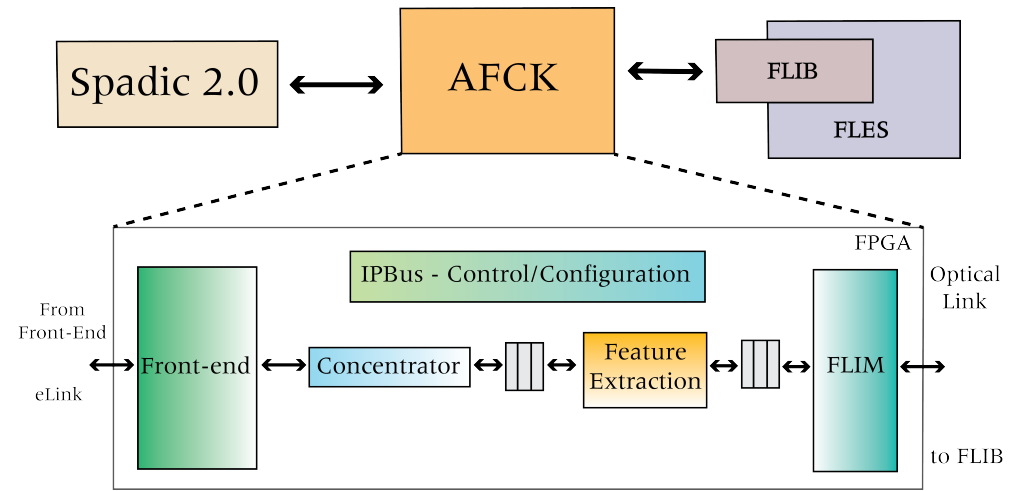 Spadic 2.0
AFCK
FLIB
FLES
FPGA
IPBus - Control/Configuration
Optical
Link
From
Front-End
Front-end
Concentrator
Feature
Extraction
FLIM
eLink
to FLIB